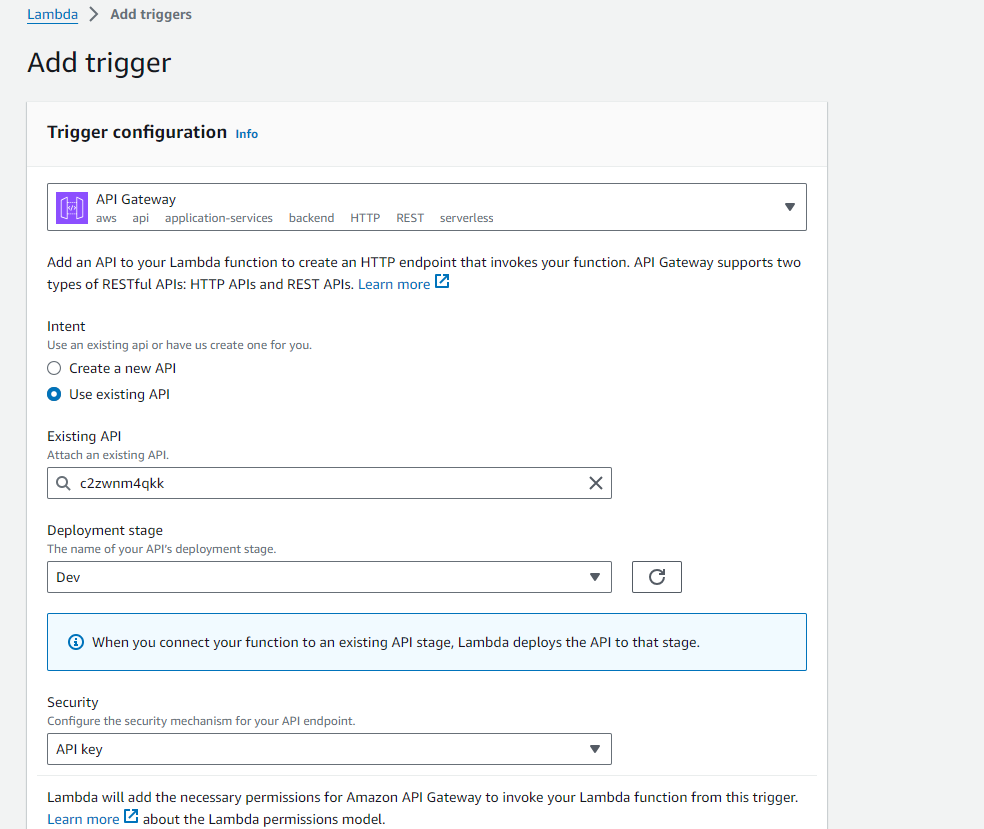 Lambda > Add triggers
Add trigger
Trigger configuration Info
API Gateway
aws api application-services backend HTTP REST serverless
Add an API to your Lambda function to create an HTTP endpoint that invokes your function. API Gateway supports two
types of RESTful APIs: HTTP APIs and REST APIs. Learn more
Intent
Use an existing api or have us create one for you.
Create a new API
Use existing API
Existing API
Attach an existing API.
c2zwnm4qkk
Deployment stage
The name of your API's deployment stage.
Dev
When you connect your function to an existing API stage, Lambda deploys the API to that stage.
Security
Configure the security mechanism for your API endpoint.
API key
Lambda will add the necessary permissions for Amazon API Gateway to invoke your Lambda function from this trigger.
Learn more about the Lambda permissions model.